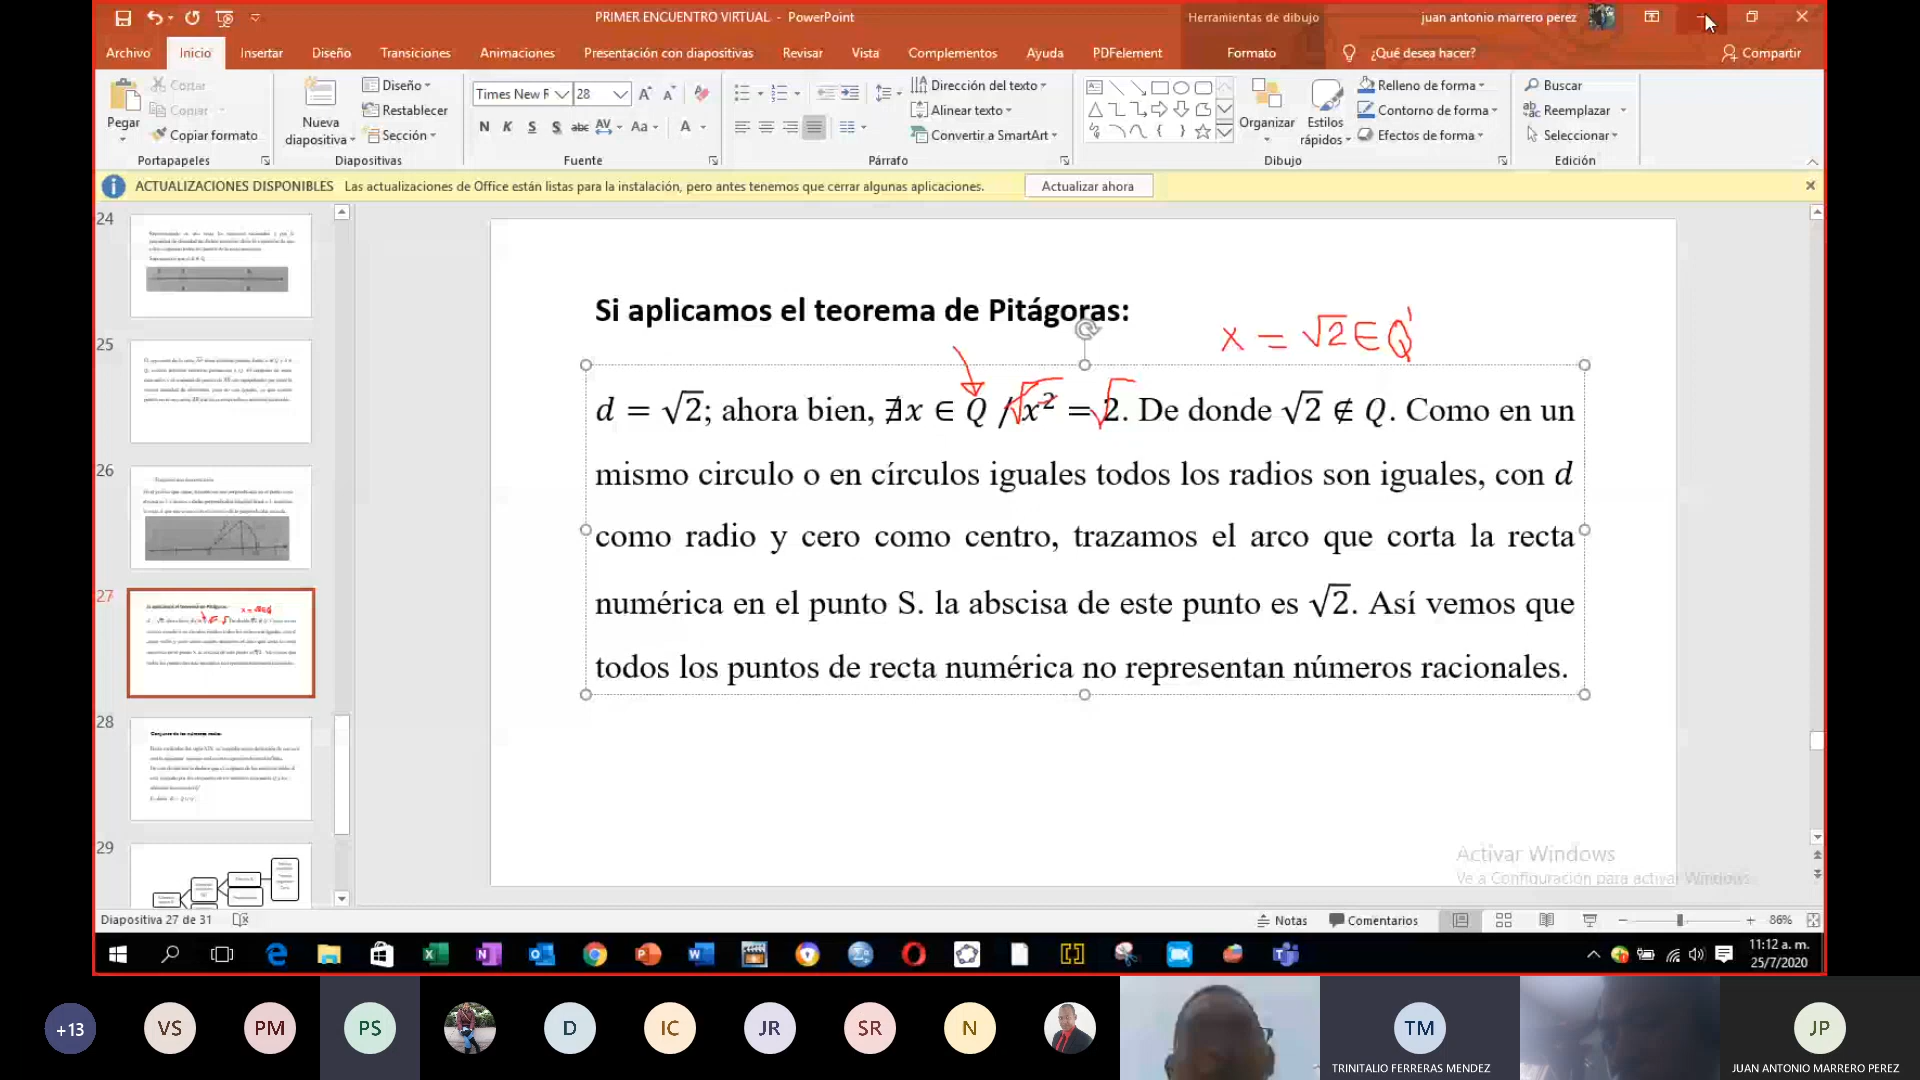 PRIMER ENCUENTRO VIRTUAL - PowerPoint
Herramientas de dibujo
juan antonio marrero perez
Archivo Inicio Insertar Diseño Transiciones Animaciones Presentación con diapositivas Revisar Vista Complementos Ayuda PDFelement Formato ¿Qué desea hacer? Compartir
Pegar
Cortar
Copiar
Copiar formato
Portapapeles
Nueva diapositiva
Diseño
Restablecer
Sección
Diapositivas
Times New F 28
N K S S abc AV Aa A
Fuente
Dirección del texto
Alinear texto
Convertir a SmartArt
Párrafo
Organizar
Estilos rápidos
Relleno de forma
Contorno de forma
Efectos de forma
Dibujo
Buscar
Reemplazar
Seleccionar
Edición
ACTUALIZACIONES DISPONIBLES Las actualizaciones de Office están listas para la instalación, pero antes tenemos que cerrar algunas aplicaciones. Actualizar ahora
24
25
26
27
28
29
Si aplicamos el teorema de Pitágoras:
x = √2 ∈ Q'
d = √2; ahora bien, ∄x ∈ Q / √x² = √2. De donde √2 ∉ Q. Como en un
mismo circulo o en círculos iguales todos los radios son iguales, con d
como radio y cero como centro, trazamos el arco que corta la recta
numérica en el punto S. la abscisa de este punto es √2. Así vemos que
todos los puntos de recta numérica no representan números racionales.
Activar Windows
Ve a Configuración para activar Windows.
Diapositiva 27 de 31
Notas Comentarios 86%
11:12 a. m.
25/7/2020
+13 VS PM PS D IC JR SR N TM JP
TRINITALIO FERRERAS MENDEZ
JUAN ANTONIO MARRERO PEREZ